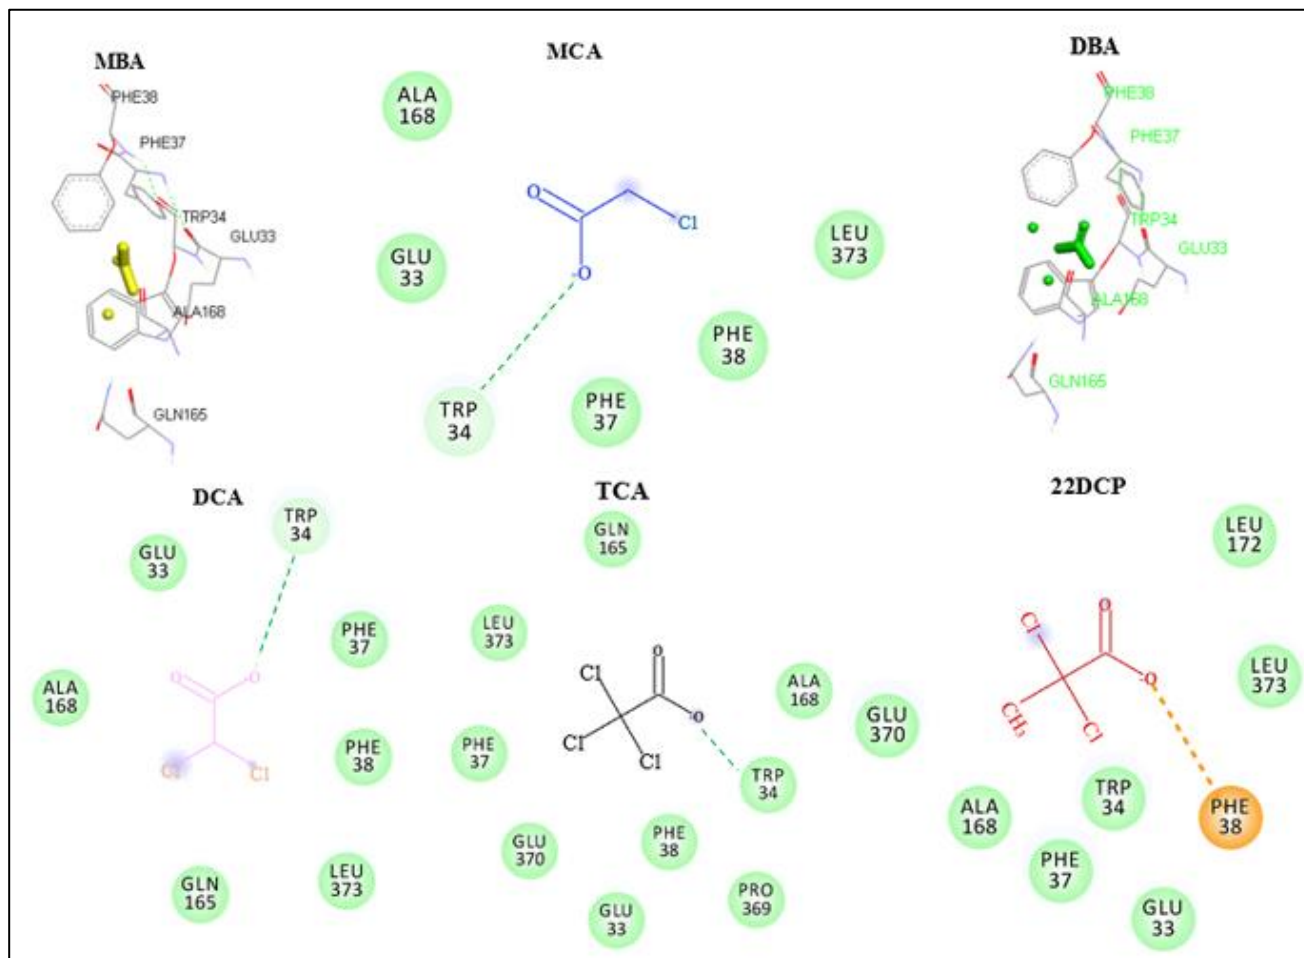 MBA
PHE38
PHE37
TRP34
GLU33
ALA168
GLN165
MCA
ALA
168
GLU
33
O
O
Cl
LEU
373
PHE
38
PHE
37
TRP
34
DBA
PHE38
PHE37
TRP34
GLU33
ALA168
GLN165
DCA
TRP
34
GLU
33
PHE
37
ALA
168
O
O
Cl
Cl
PHE
38
GLN
165
LEU
373
TCA
GLN
165
LEU
373
O
Cl
Cl
Cl
O
ALA
168
PHE
37
TRP
34
GLU
370
PHE
38
GLU
33
PRO
369
22DCP
LEU
172
O
Cl
O
CH₃
Cl
LEU
373
GLU
370
ALA
168
TRP
34
PHE
38
PHE
37
GLU
33